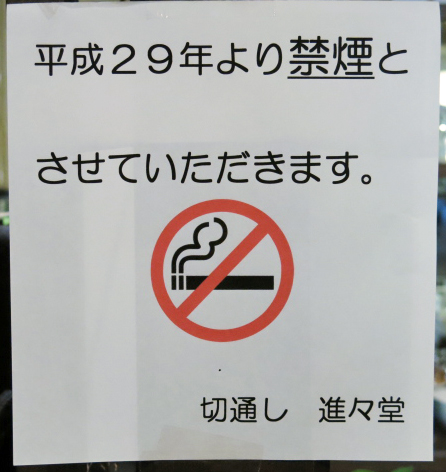 平成２９年より禁煙と
させていただきます。
切通し　進々堂